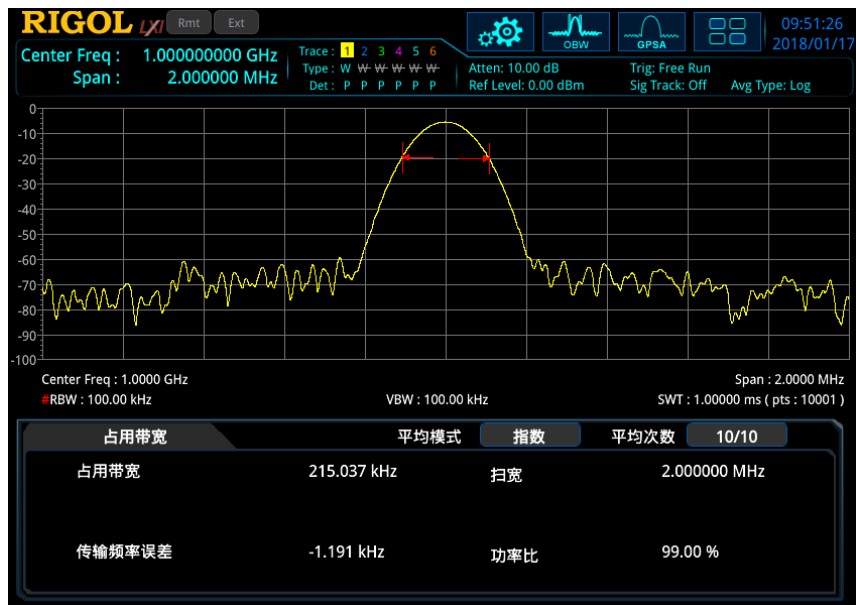 RIGOL LXI Rmt Ext
09:51:26
2018/01/17
OBW GPSA
Center Freq : 1.000000000 GHz
Span : 2.000000 MHz
Trace : 1 2 3 4 5 6
Type : W W W W W W
Det : P P P P P P
Atten: 10.00 dB
Ref Level: 0.00 dBm
Trig: Free Run
Sig Track: Off Avg Type: Log
0
-10
-20
-30
-40
-50
-60
-70
-80
-90
-100
Center Freq : 1.0000 GHz Span : 2.0000 MHz
#RBW : 100.00 kHz VBW : 100.00 kHz SWT : 1.00000 ms ( pts : 10001 )
占用带宽 平均模式 指数 平均次数 10/10
占用带宽 215.037 kHz 扫宽 2.000000 MHz
传输频率误差 -1.191 kHz 功率比 99.00 %